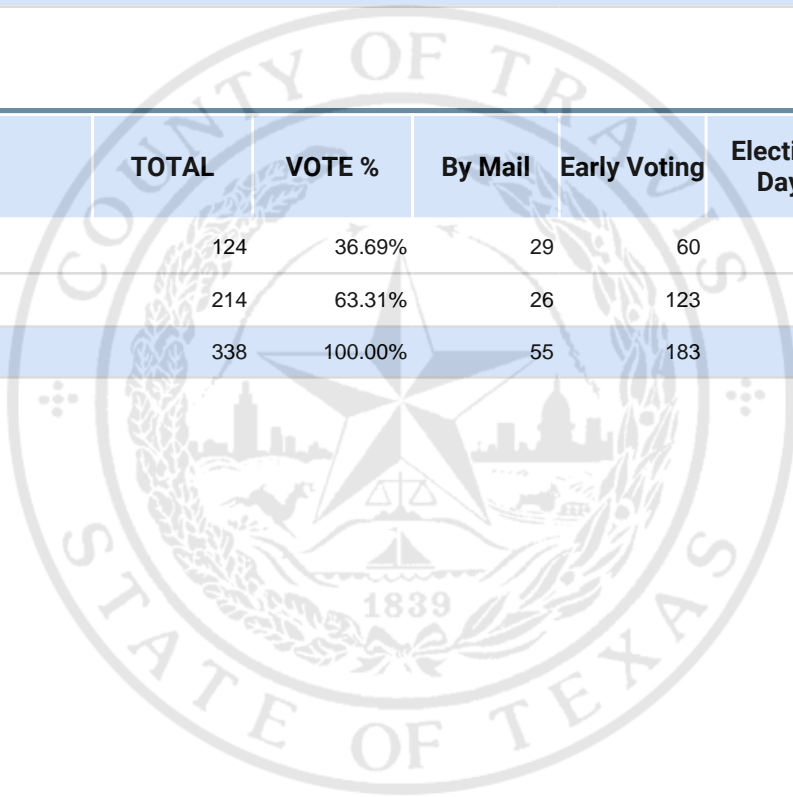 COUNTY OF TRAVIS
TOTAL VOTE % By Mail Early Voting
124 36.69% 29 60
214 63.31% 26 123
338 100.00% 55 183
1839
STATE OF TEXAS